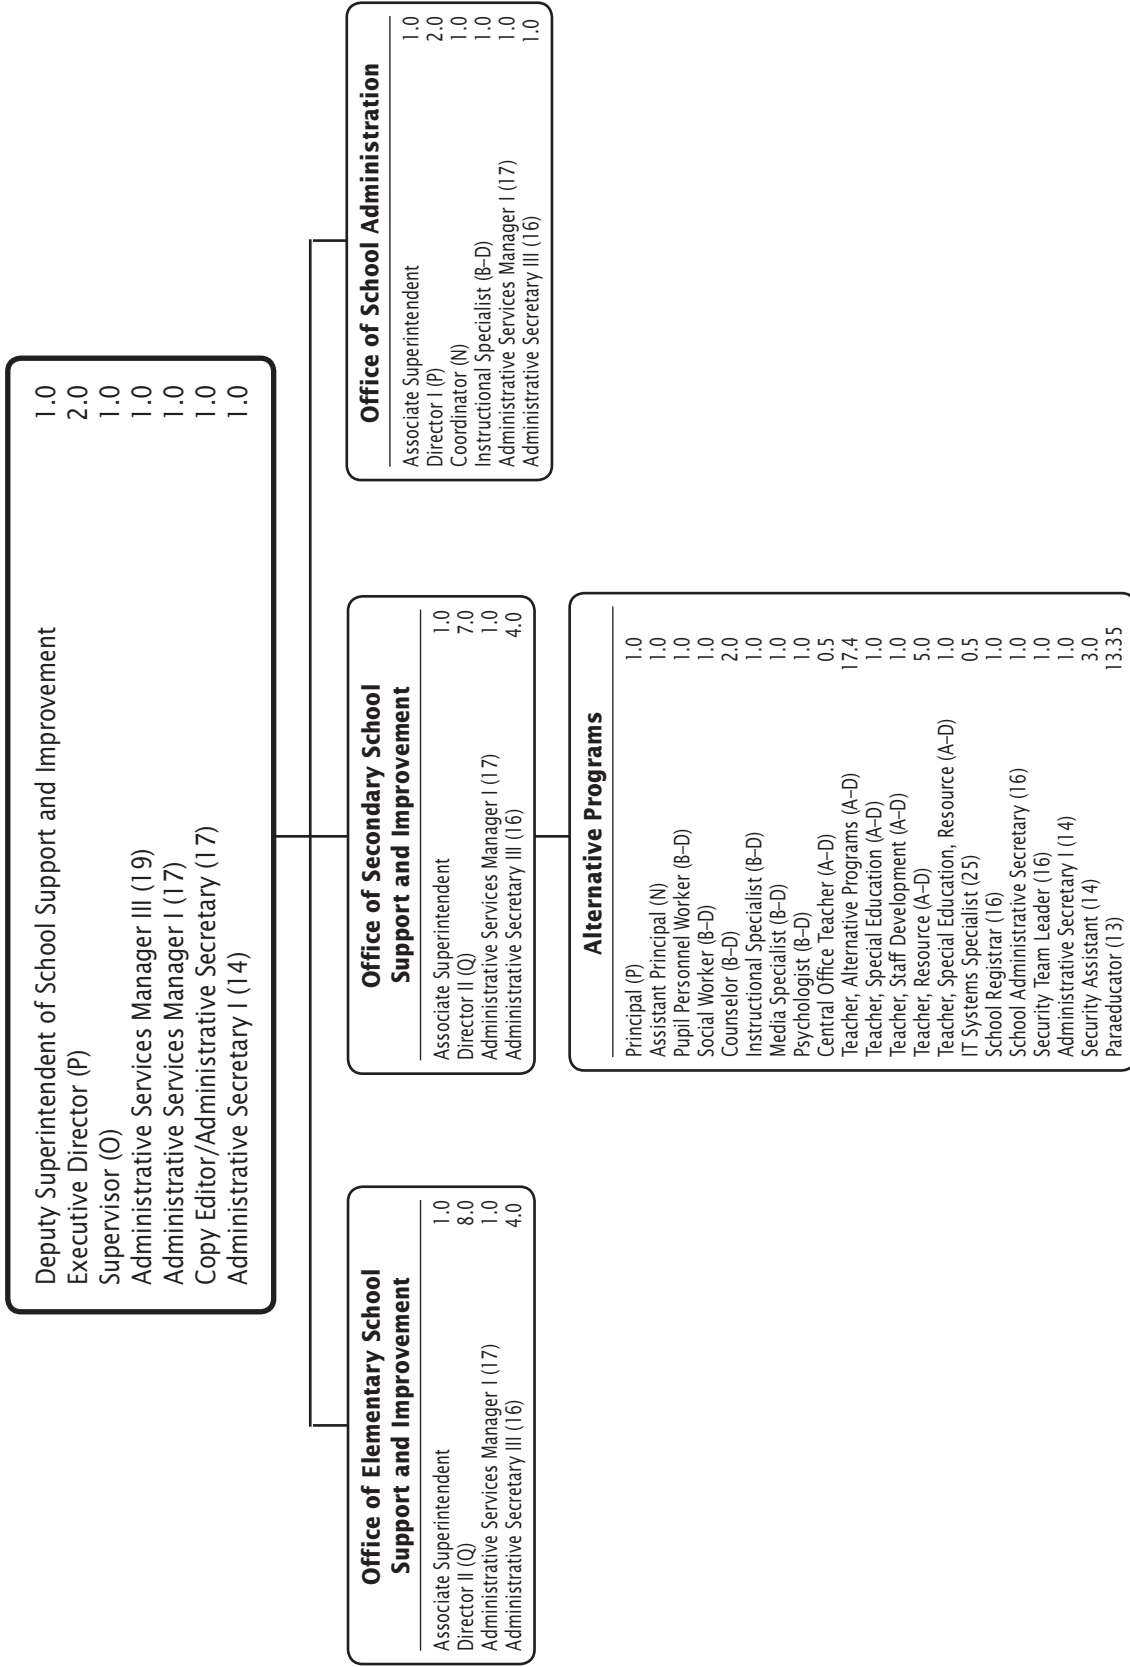 Deputy Superintendent of School Support and Improvement 1.0
Executive Director (P) 2.0
Supervisor (O) 1.0
Administrative Services Manager III (19) 1.0
Administrative Services Manager I (17) 1.0
Copy Editor/Administrative Secretary (17) 1.0
Administrative Secretary I (14) 1.0
Office of Elementary School
Support and Improvement
Associate Superintendent 1.0
Director II (Q) 8.0
Administrative Services Manager I (17) 1.0
Administrative Secretary III (16) 4.0
Office of Secondary School
Support and Improvement
Associate Superintendent 1.0
Director II (Q) 7.0
Administrative Services Manager I (17) 1.0
Administrative Secretary III (16) 4.0
Office of School Administration
Associate Superintendent 1.0
Director I (P) 2.0
Coordinator (N) 1.0
Instructional Specialist (B–D) 1.0
Administrative Services Manager I (17) 1.0
Administrative Secretary III (16) 1.0
Alternative Programs
Principal (P) 1.0
Assistant Principal (N) 1.0
Pupil Personnel Worker (B–D) 1.0
Social Worker (B–D) 1.0
Counselor (B–D) 2.0
Instructional Specialist (B–D) 1.0
Media Specialist (B–D) 1.0
Psychologist (B–D) 1.0
Central Office Teacher (A–D) 0.5
Teacher, Alternative Programs (A–D) 17.4
Teacher, Special Education (A–D) 1.0
Teacher, Staff Development (A–D) 1.0
Teacher, Resource (A–D) 5.0
Teacher, Special Education, Resource (A–D) 1.0
IT Systems Specialist (25) 0.5
School Registrar (16) 1.0
School Administrative Secretary (16) 1.0
Security Team Leader (16) 1.0
Administrative Secretary I (14) 1.0
Security Assistant (14) 3.0
Paraeducator (13) 13.35